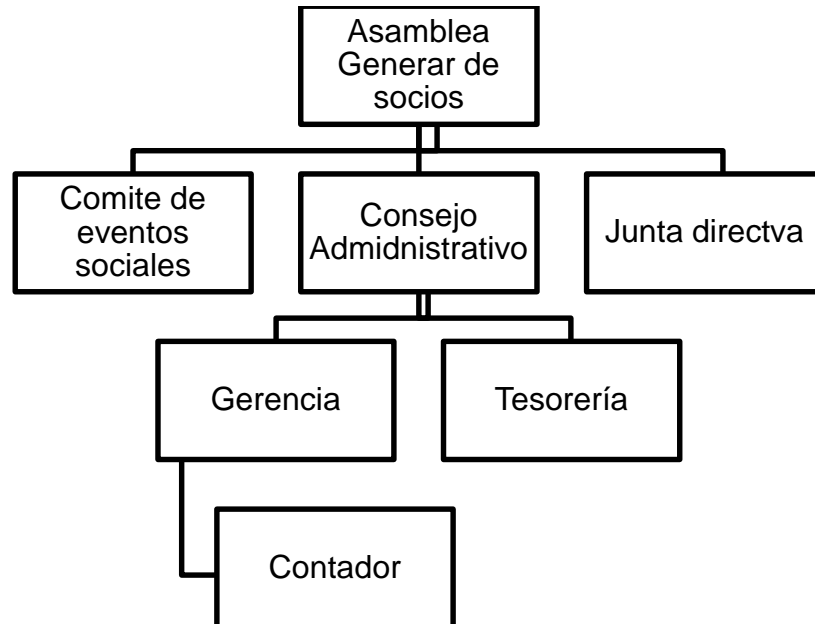 Asamblea
Generar de
socios
Comite de
eventos
sociales
Consejo
Admidnistrativo
Junta directva
Gerencia
Tesorería
Contador